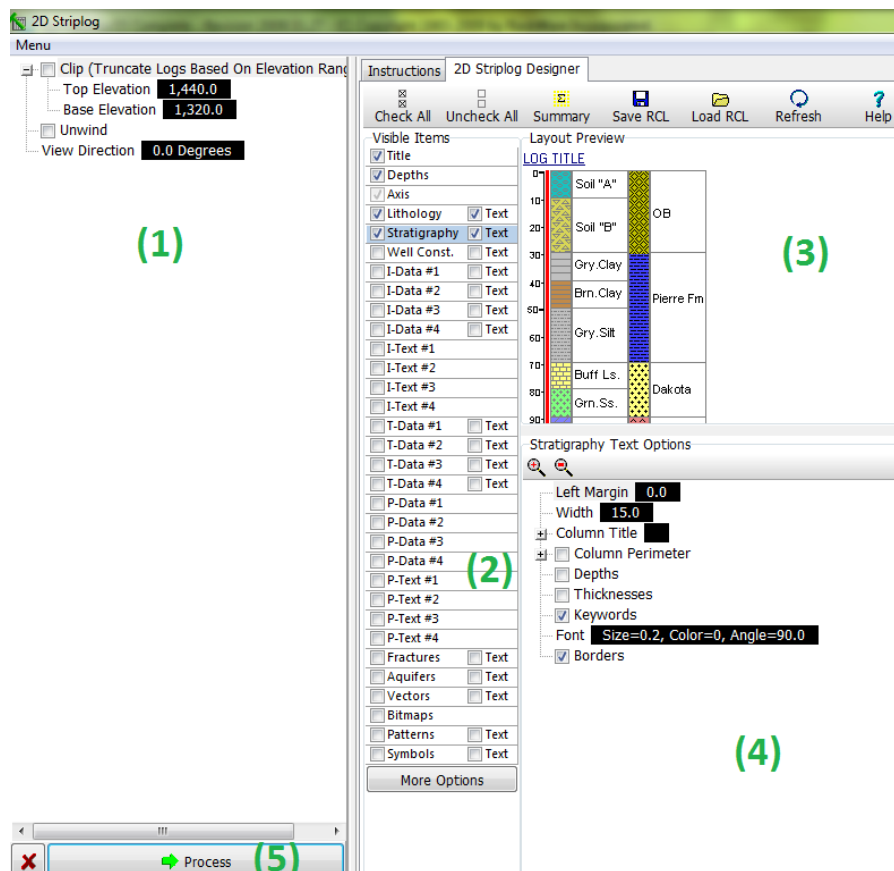 2D Striplog
Menu
Clip (Truncate Logs Based On Elevation Rang
Top Elevation 1,440.0
Base Elevation 1,320.0
Unwind
View Direction 0.0 Degrees
(1)
Process
(5)
Instructions 2D Striplog Designer
Check All Uncheck All Summary Save RCL Load RCL Refresh Help
Visible Items
Title
Depths
Axis
Lithology Text
Stratigraphy Text
Well Const. Text
I-Data #1 Text
I-Data #2 Text
I-Data #3 Text
I-Data #4 Text
I-Text #1
I-Text #2
I-Text #3
I-Text #4
T-Data #1 Text
T-Data #2 Text
T-Data #3 Text
T-Data #4 Text
P-Data #1
P-Data #2
P-Data #3
P-Data #4
P-Text #1
P-Text #2
P-Text #3
P-Text #4
Fractures Text
Aquifers Text
Vectors Text
Bitmaps
Patterns Text
Symbols Text
More Options
(2)
Layout Preview
LOG TITLE
0
Soil "A"
10
OB
20
Soil "B"
30
Gry.Clay
40
Brn.Clay
Pierre Fm
50
Gry.Silt
60
70
Buff Ls.
Dakota
80
Grn.Ss.
90
(3)
Stratigraphy Text Options
Left Margin 0.0
Width 15.0
Column Title
Column Perimeter
Depths
Thicknesses
Keywords
Font Size=0.2, Color=0, Angle=90.0
Borders
(4)